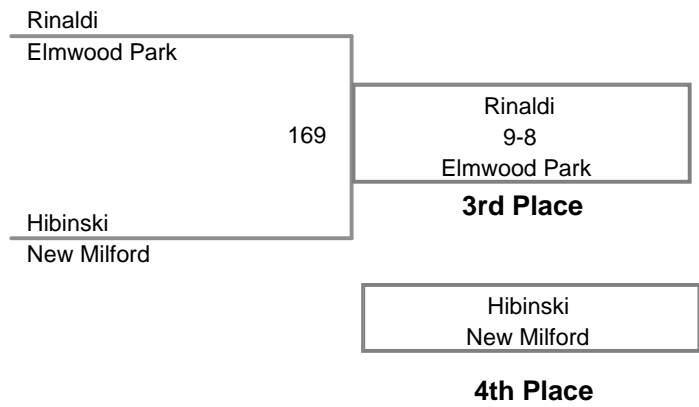 Rinaldi
Elmwood Park
169
Rinaldi
9-8
Elmwood Park
3rd Place
Hibinski
New Milford
Hibinski
New Milford
4th Place